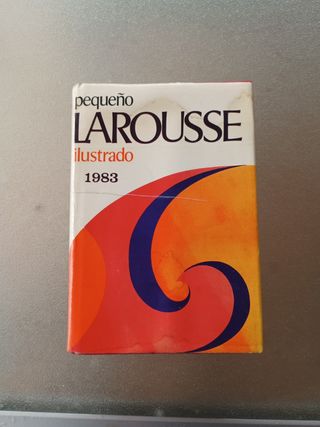 pequeño
LAROUSSE
ilustrado
1983